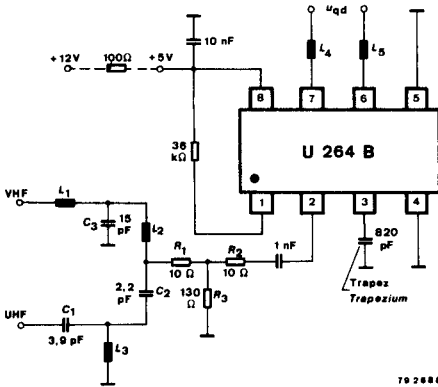 u qd
10 nF
L4
L5
+12V
100Ω
+5V
8
7
6
5
36 kΩ
U 264 B
VHF
L1
C3
15 pF
L2
1
2
3
4
R1
10 Ω
R2
10 Ω
1 nF
820 pF
2,2 pF
C2
130 Ω
R3
Trapez
Trapezium
UHF
C1
3,9 pF
L3